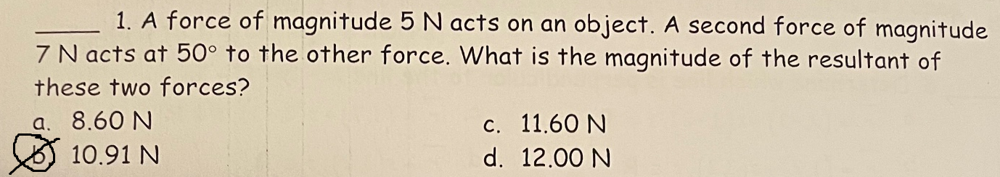 _____ 1. A force of magnitude 5 N acts on an object. A second force of magnitude
7 N acts at 50° to the other force. What is the magnitude of the resultant of
these two forces?
a. 8.60 N
b. 10.91 N
c. 11.60 N
d. 12.00 N